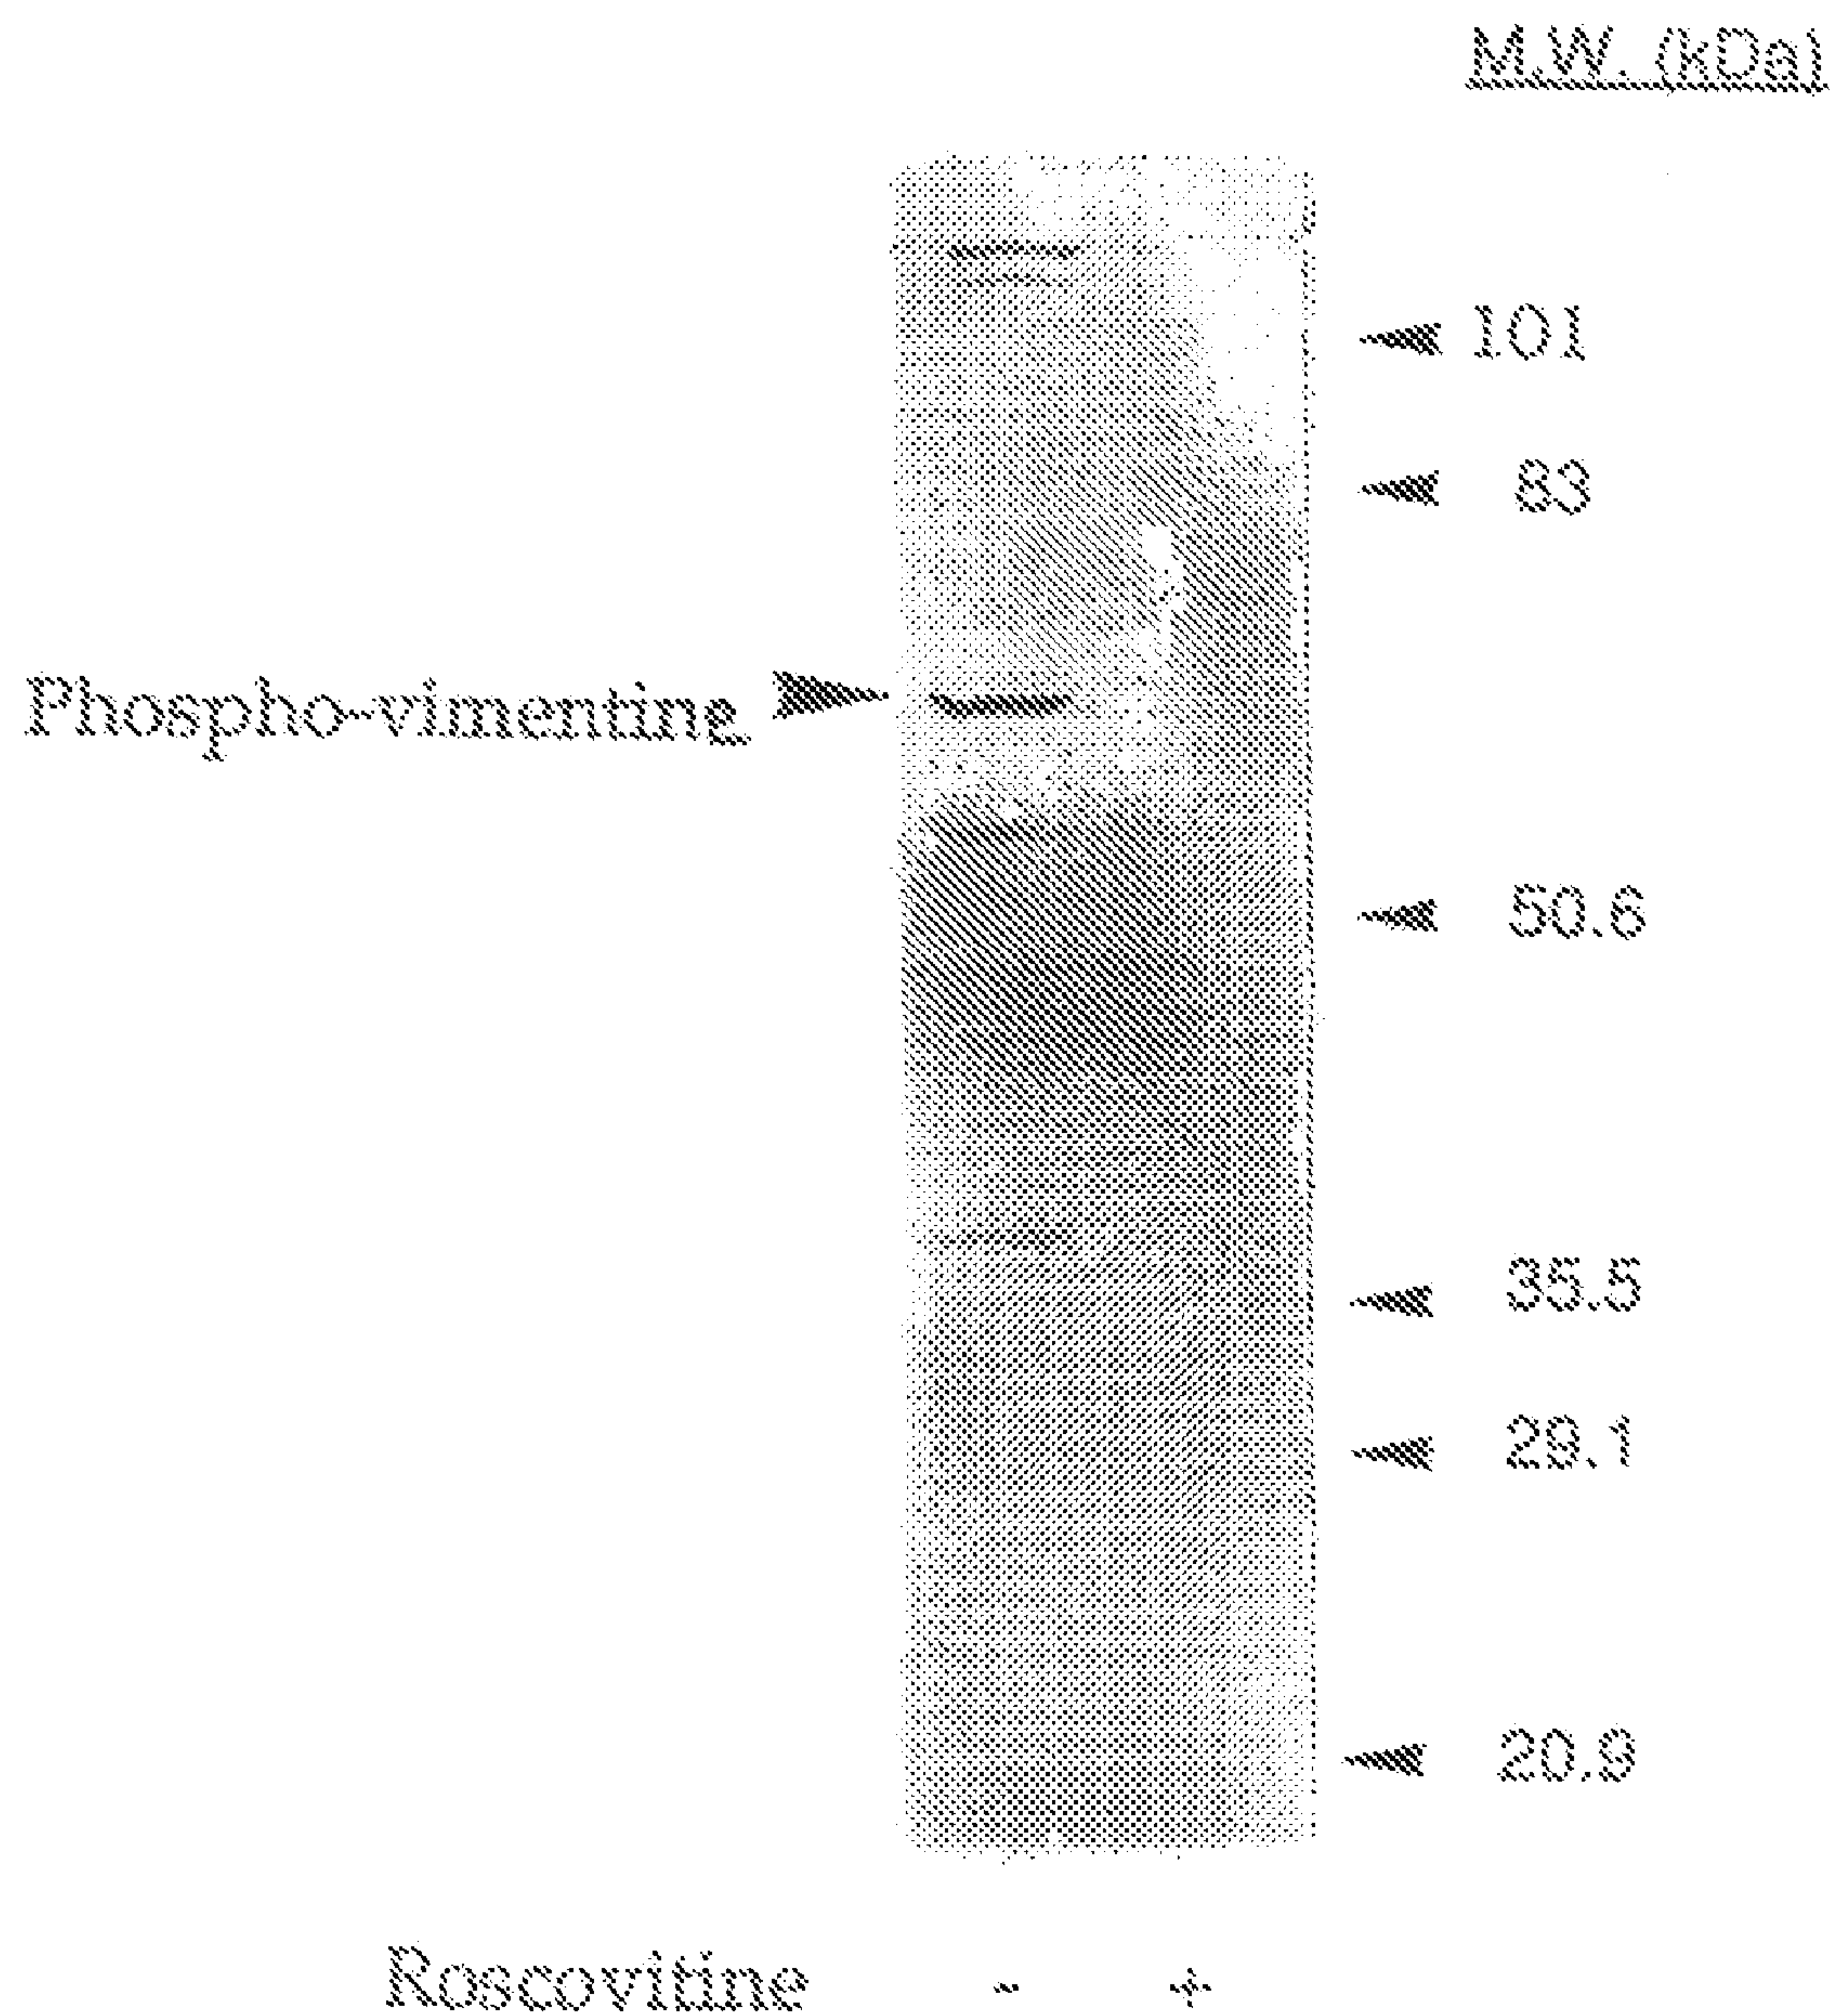 M.W. (kDa)
101
83
Phospho-vimentine
50.6
35.5
29.1
20.9
Roscovitine - +